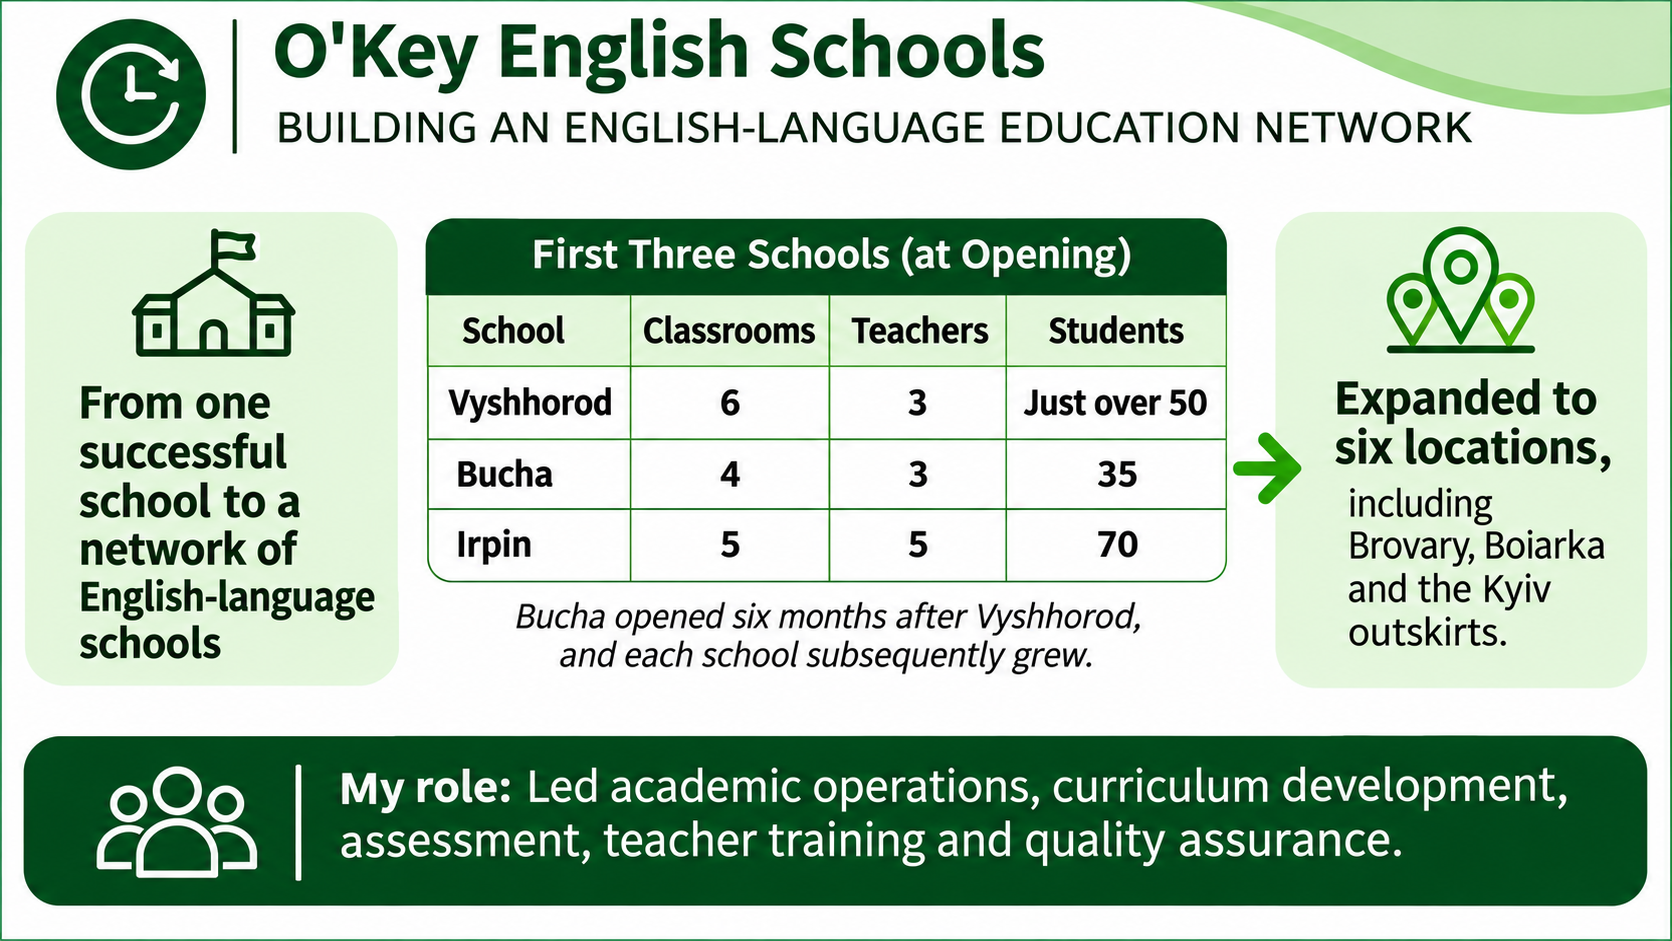 O'Key English Schools
BUILDING AN ENGLISH-LANGUAGE EDUCATION NETWORK
From one
successful
school to a
network of
English-language
schools
First Three Schools (at Opening)
School Classrooms Teachers Students
Vyshhorod 6 3 Just over 50
Bucha 4 3 35
Irpin 5 5 70
Bucha opened six months after Vyshhorod,
and each school subsequently grew.
Expanded to
six locations,
including
Brovary, Boiarka
and the Kyiv
outskirts.
My role: Led academic operations, curriculum development,
assessment, teacher training and quality assurance.